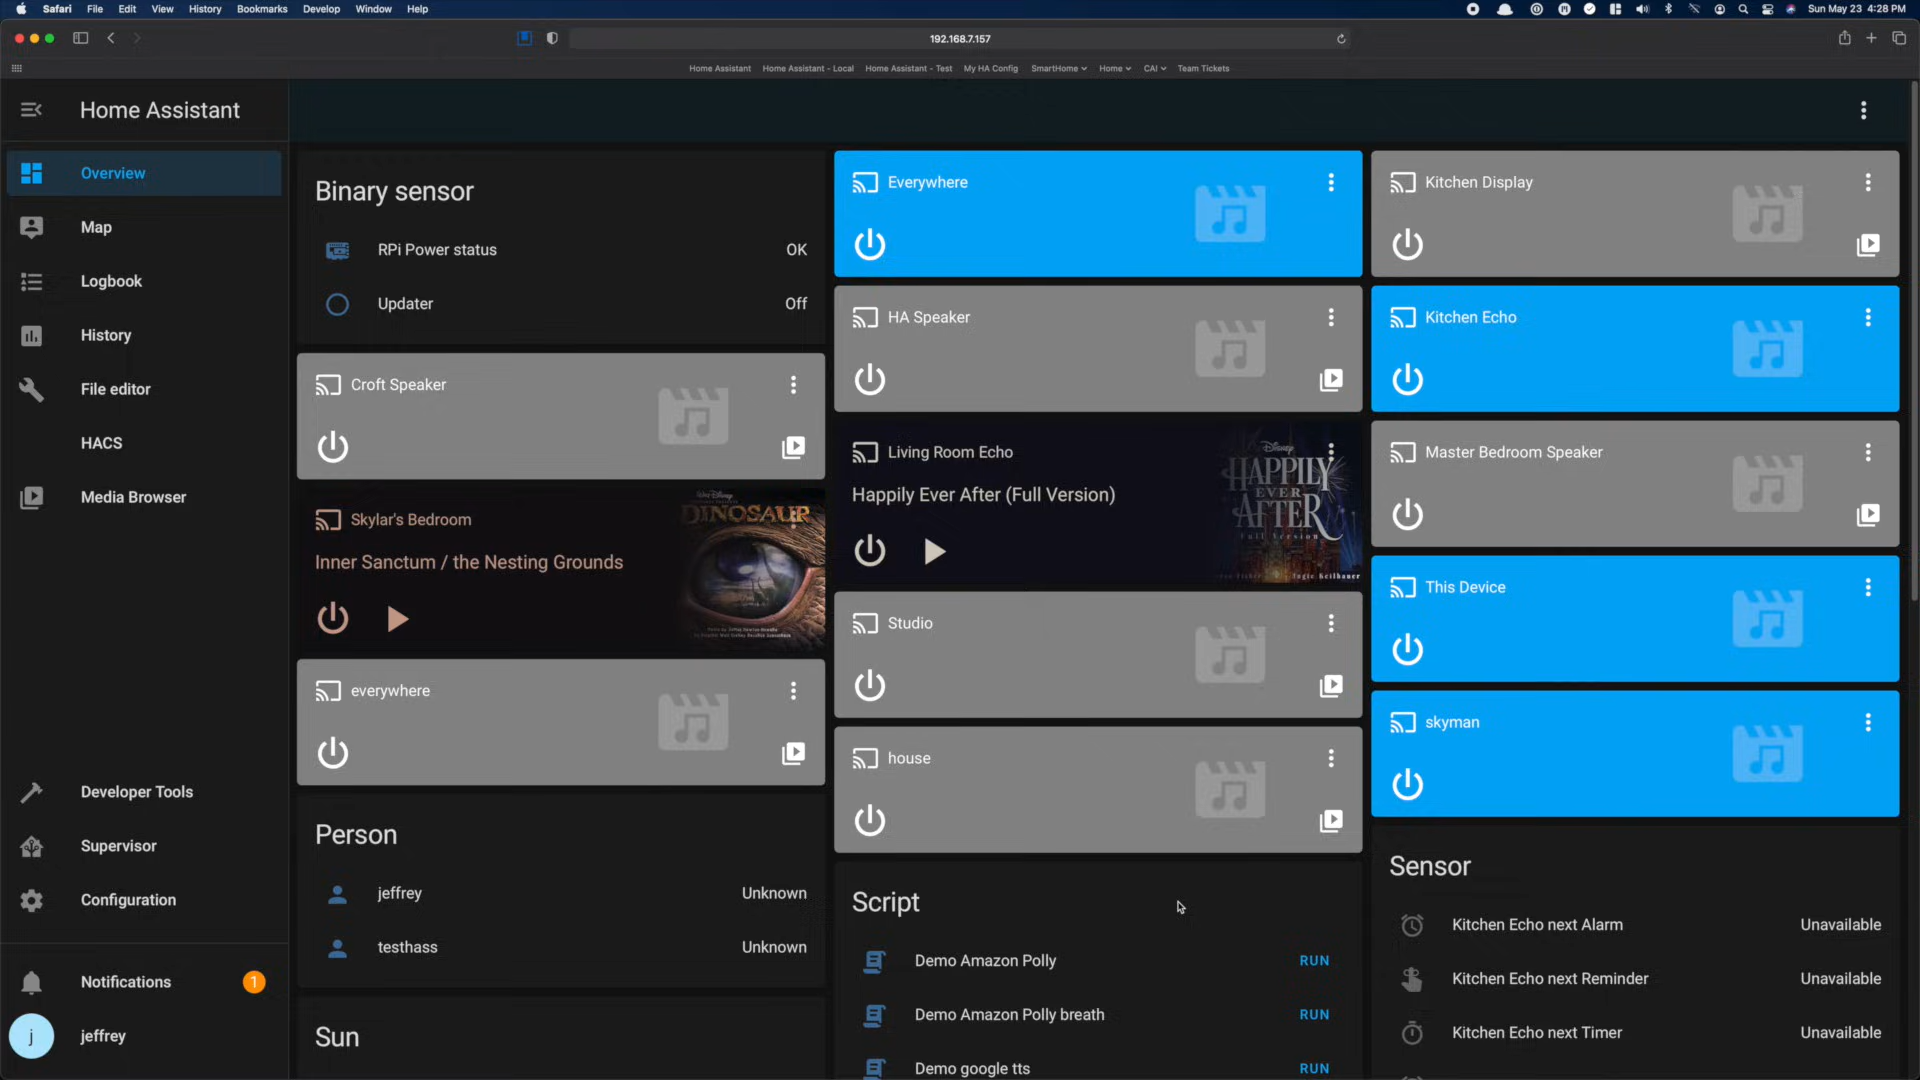 Safari File Edit View History Bookmarks Develop Window Help
Sun May 23 4:28 PM
192.168.7.157
Home Assistant Home Assistant - Local Home Assistant - Test My HA Config SmartHome Home CAI Team Tickets
Home Assistant
Overview
Map
Logbook
History
File editor
HACS
Media Browser
Developer Tools
Supervisor
Configuration
Notifications 1
j jeffrey
Binary sensor
RPi Power status OK
Updater Off
Croft Speaker
Skylar's Bedroom
Inner Sanctum / the Nesting Grounds
DINOSAUR
everywhere
Person
jeffrey Unknown
testhass Unknown
Sun
Everywhere
HA Speaker
Living Room Echo
Happily Ever After (Full Version)
Disney
HAPPILY
EVER
AFTER
Full Version
house
Studio
Script
Demo Amazon Polly RUN
Demo Amazon Polly breath RUN
Demo google tts RUN
Kitchen Display
Kitchen Echo
Master Bedroom Speaker
This Device
skyman
Sensor
Kitchen Echo next Alarm Unavailable
Kitchen Echo next Reminder Unavailable
Kitchen Echo next Timer Unavailable